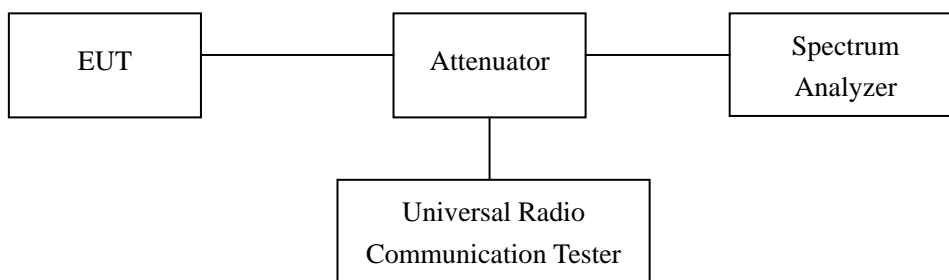 EUT
Attenuator
Spectrum
Analyzer
Universal Radio
Communication Tester